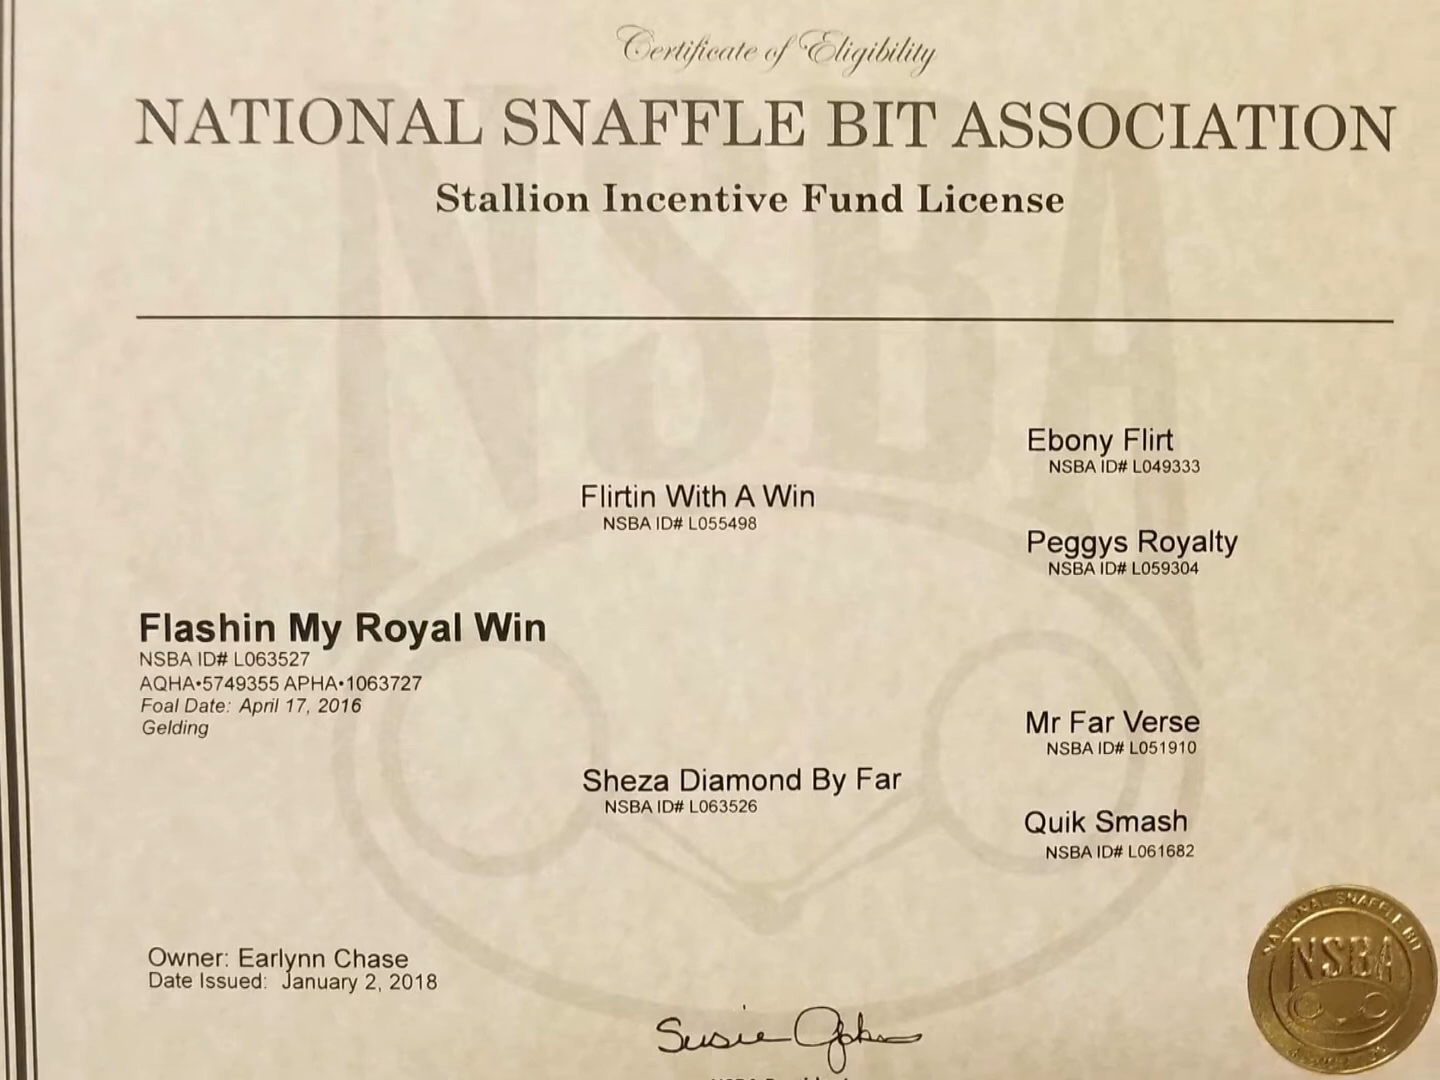 Certificate of Eligibility
NATIONAL SNAFFLE BIT ASSOCIATION
Stallion Incentive Fund License
NSBA
Ebony Flirt
NSBA ID# L049333
Flirtin With A Win
NSBA ID# L055498
Peggys Royalty
NSBA ID# L059304
Flashin My Royal Win
NSBA ID# L063527
AQHA•5749355 APHA•1063727
Foal Date: April 17, 2016
Gelding
Mr Far Verse
NSBA ID# L051910
Sheza Diamond By Far
NSBA ID# L063526
Quik Smash
NSBA ID# L061682
Owner: Earlynn Chase
Date Issued: January 2, 2018
Susie
NATIONAL SNAFFLE BIT
NSBA
ASSOCIATION